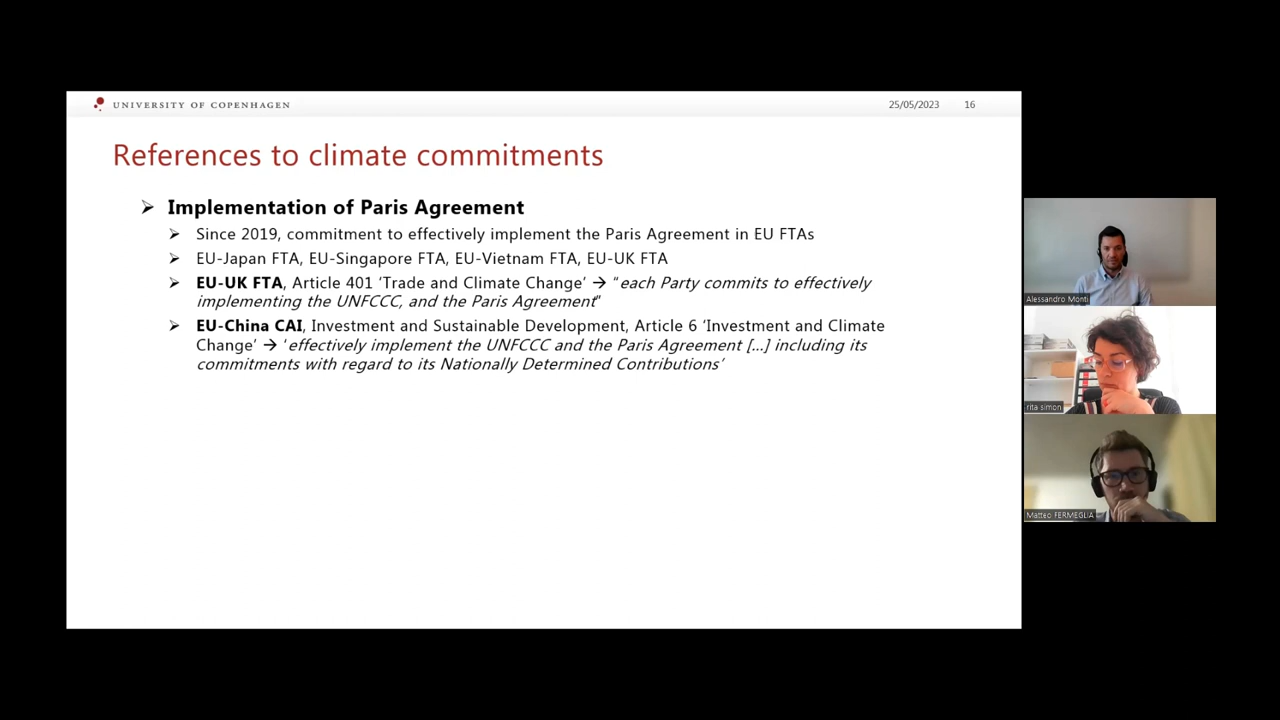 UNIVERSITY OF COPENHAGEN
25/05/2023 16
References to climate commitments
➢ Implementation of Paris Agreement
➢ Since 2019, commitment to effectively implement the Paris Agreement in EU FTAs
➢ EU-Japan FTA, EU-Singapore FTA, EU-Vietnam FTA, EU-UK FTA
➢ EU-UK FTA, Article 401 ‘Trade and Climate Change’ → “each Party commits to effectively
implementing the UNFCCC, and the Paris Agreement”
➢ EU-China CAI, Investment and Sustainable Development, Article 6 ‘Investment and Climate
Change’ → ‘effectively implement the UNFCCC and the Paris Agreement […] including its
commitments with regard to its Nationally Determined Contributions’
Alessandro Monti
rita simon
Matteo FERMEGLIA